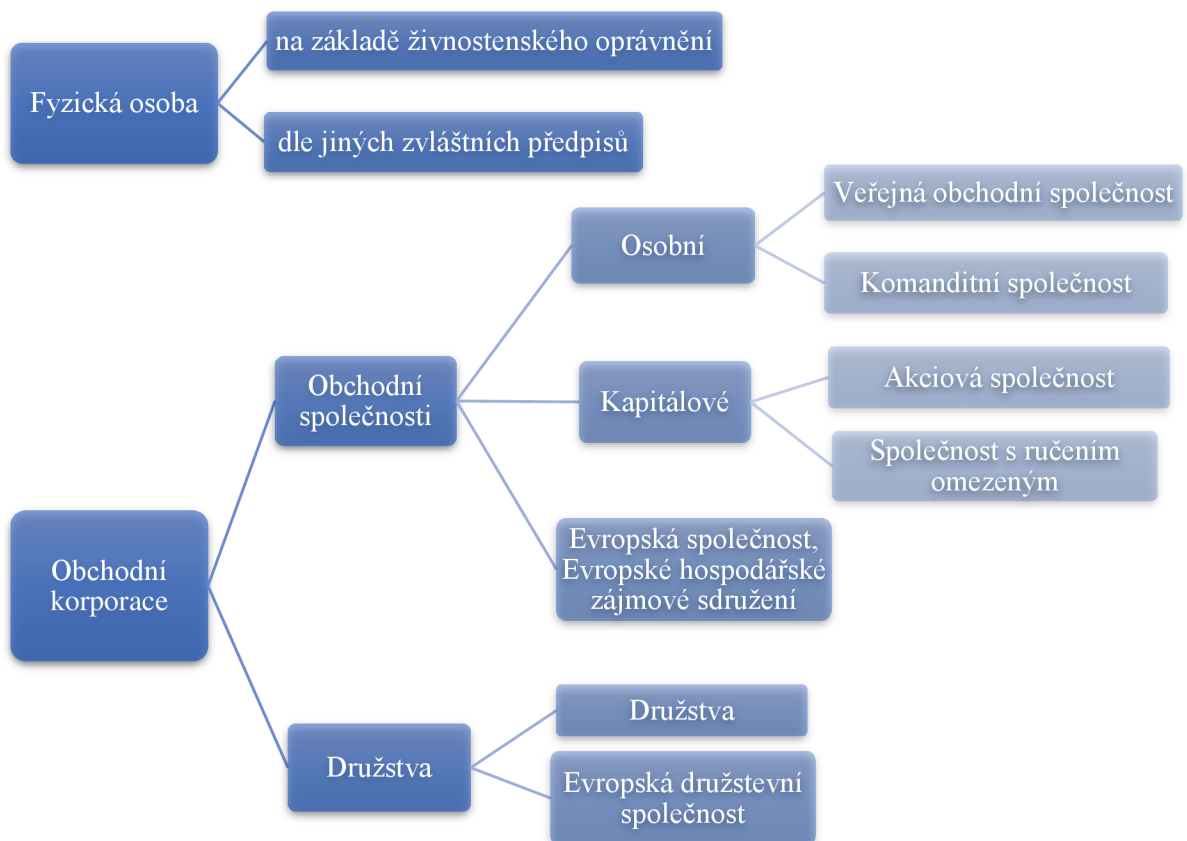 Fyzická osoba
na základě živnostenského oprávnění
dle jiných zvláštních předpisů
Obchodní
korporace
Obchodní
společnosti
Osobní
Veřejná obchodní společnost
Komanditní společnost
Kapitálové
Akciová společnost
Společnost s ručením
omezeným
Evropská společnost,
Evropské hospodářské
zájmové sdružení
Družstva
Družstva
Evropská družstevní
společnost